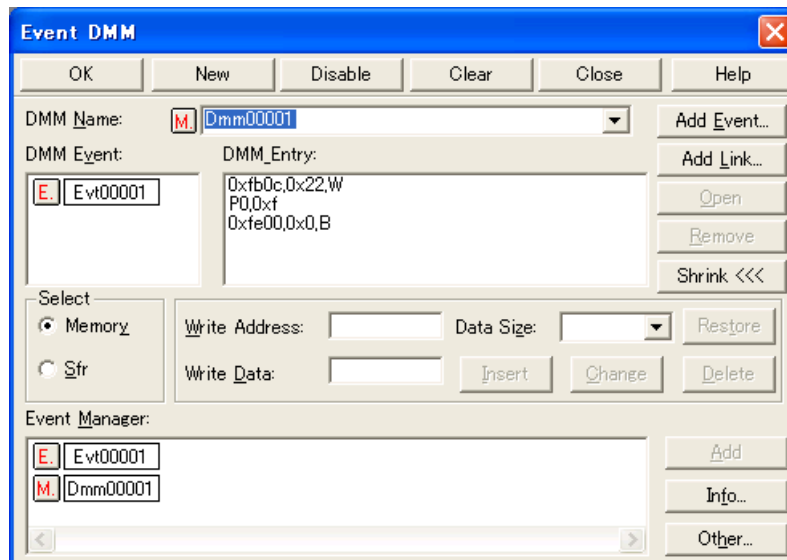 Event DMM
OK New Disable Clear Close Help
DMM Name: M. Dmm00001 Add Event...
DMM Event: DMM_Entry: Add Link...
E. Evt00001 0xfb0c,0x22,W
P0,0xf
0xfe00,0x0,B
Open
Remove
Shrink <<<
Select
Memory Write Address: Data Size: Restore
Sfr Write Data: Insert Change Delete
Event Manager:
E. Evt00001 Add
M. Dmm00001 Info...
Other...